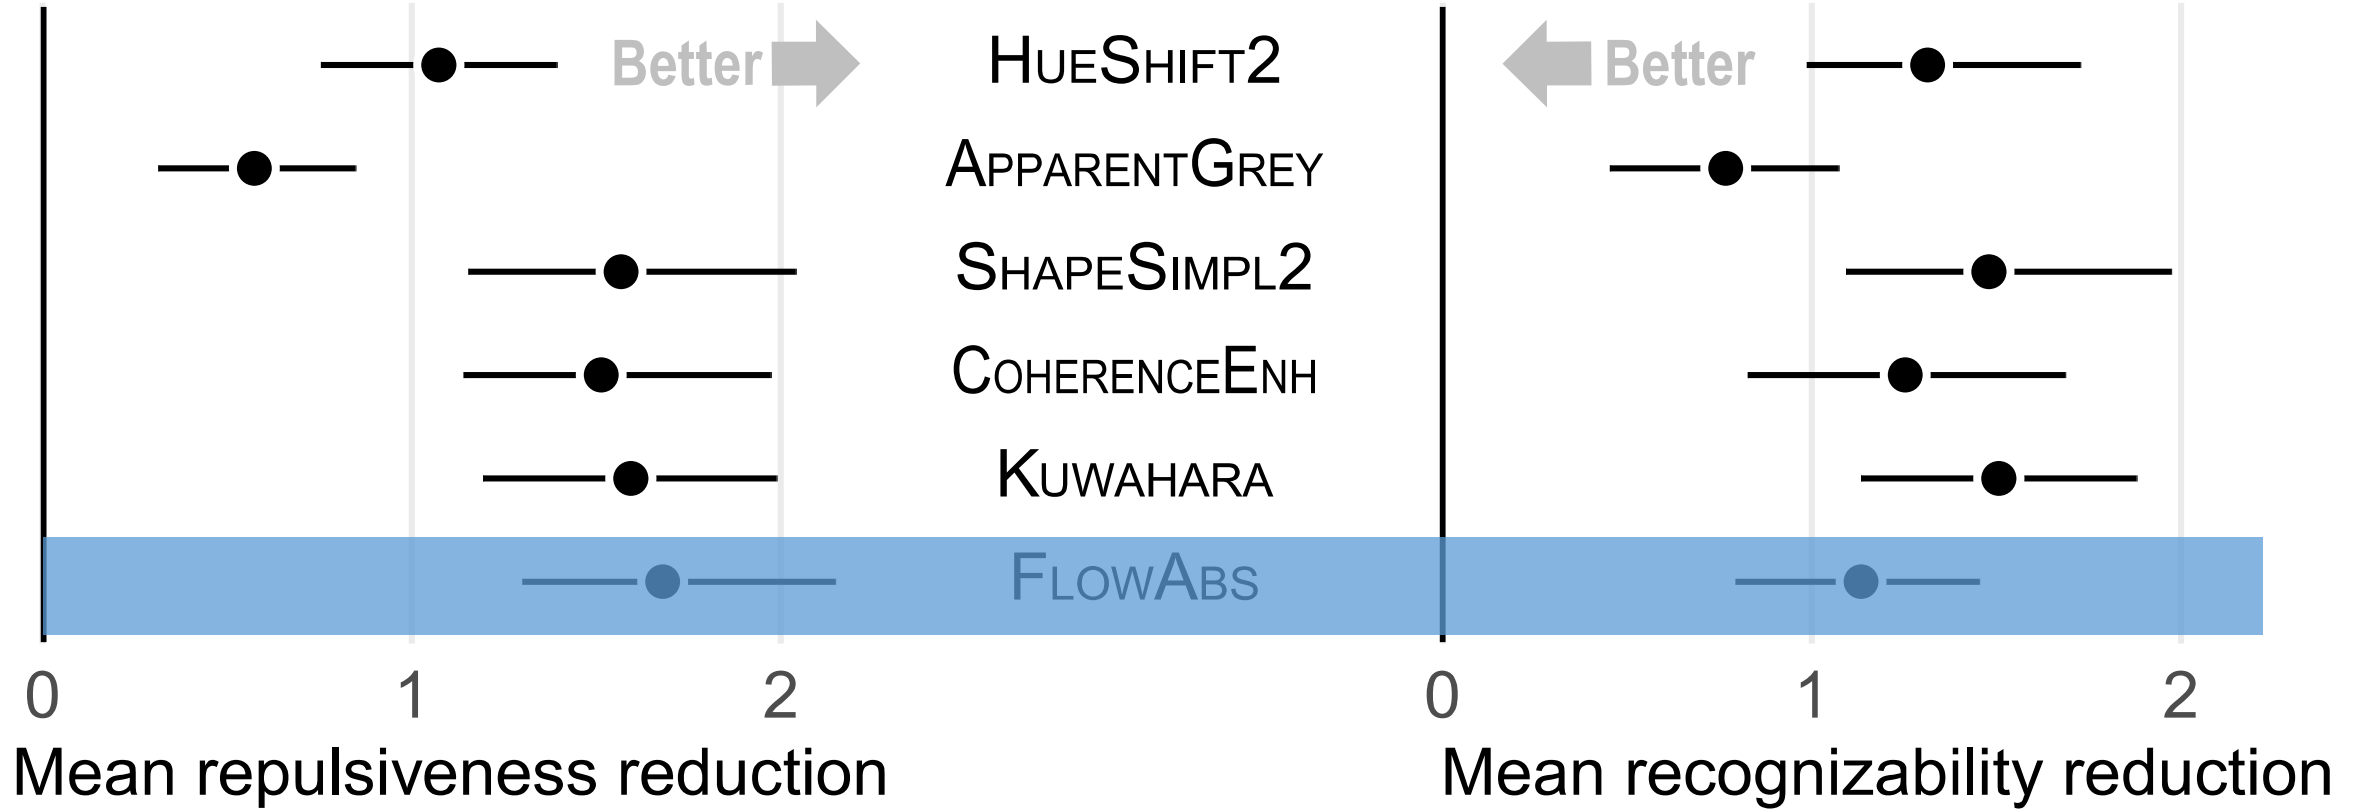 Better HueShift2 Better
ApparentGrey
ShapeSimpl2
CoherenceEnh
Kuwahara
FlowAbs
0 1 2 0 1 2
Mean repulsiveness reduction Mean recognizability reduction